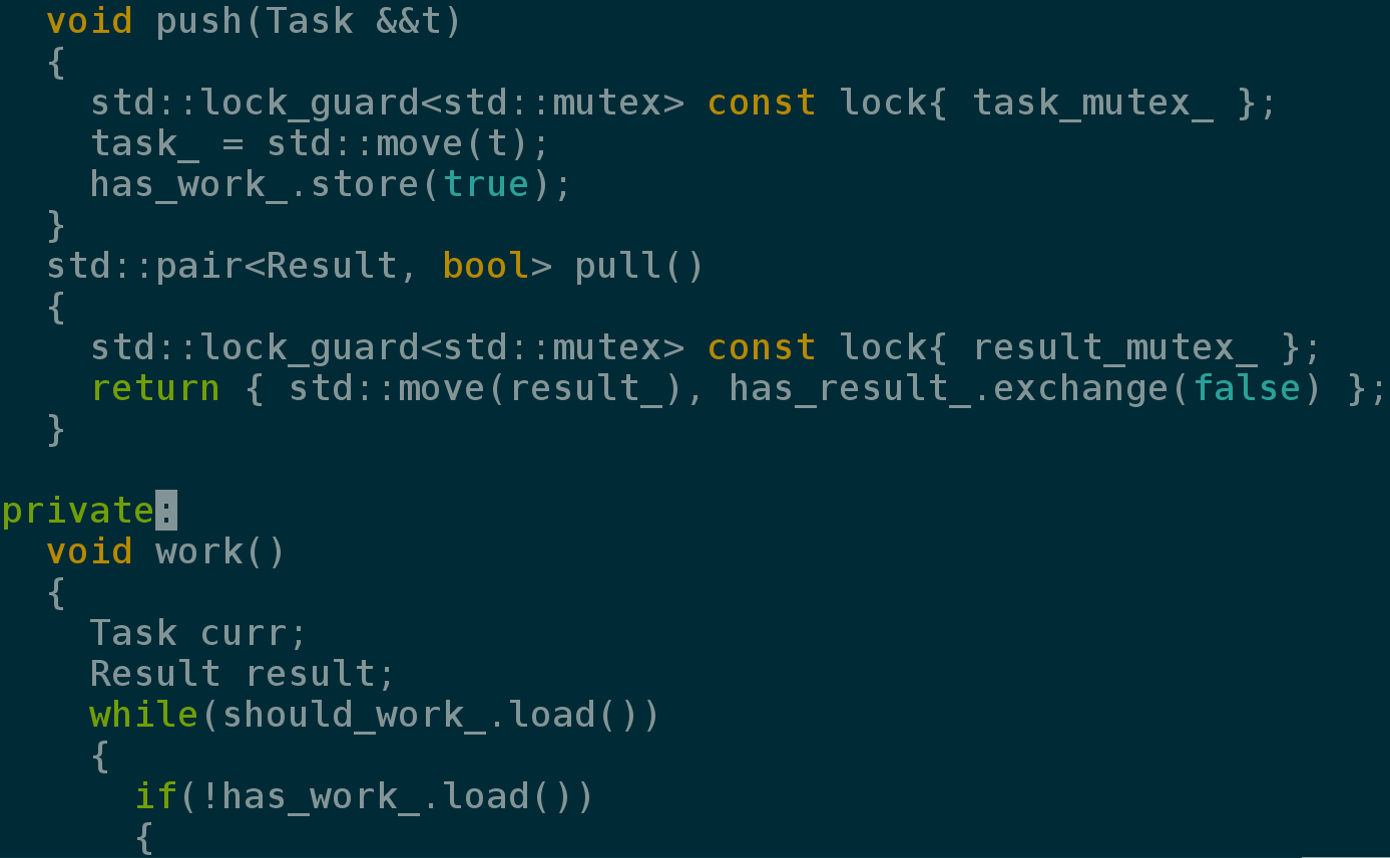 void push(Task &&t)
{
std::lock_guard<std::mutex> const lock{ task_mutex_ };
task_ = std::move(t);
has_work_.store(true);
}
std::pair<Result, bool> pull()
{
std::lock_guard<std::mutex> const lock{ result_mutex_ };
return { std::move(result_), has_result_.exchange(false) };
}
private:
void work()
{
Task curr;
Result result;
while(should_work_.load())
{
if(!has_work_.load())
{